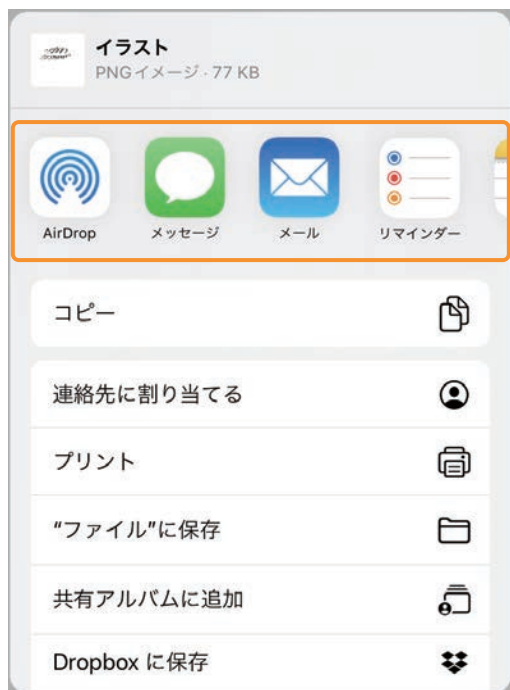 イラスト
PNGイメージ・77 KB
AirDrop
メッセージ
メール
リマインダー
コピー
連絡先に割り当てる
プリント
“ファイル”に保存
共有アルバムに追加
Dropbox に保存